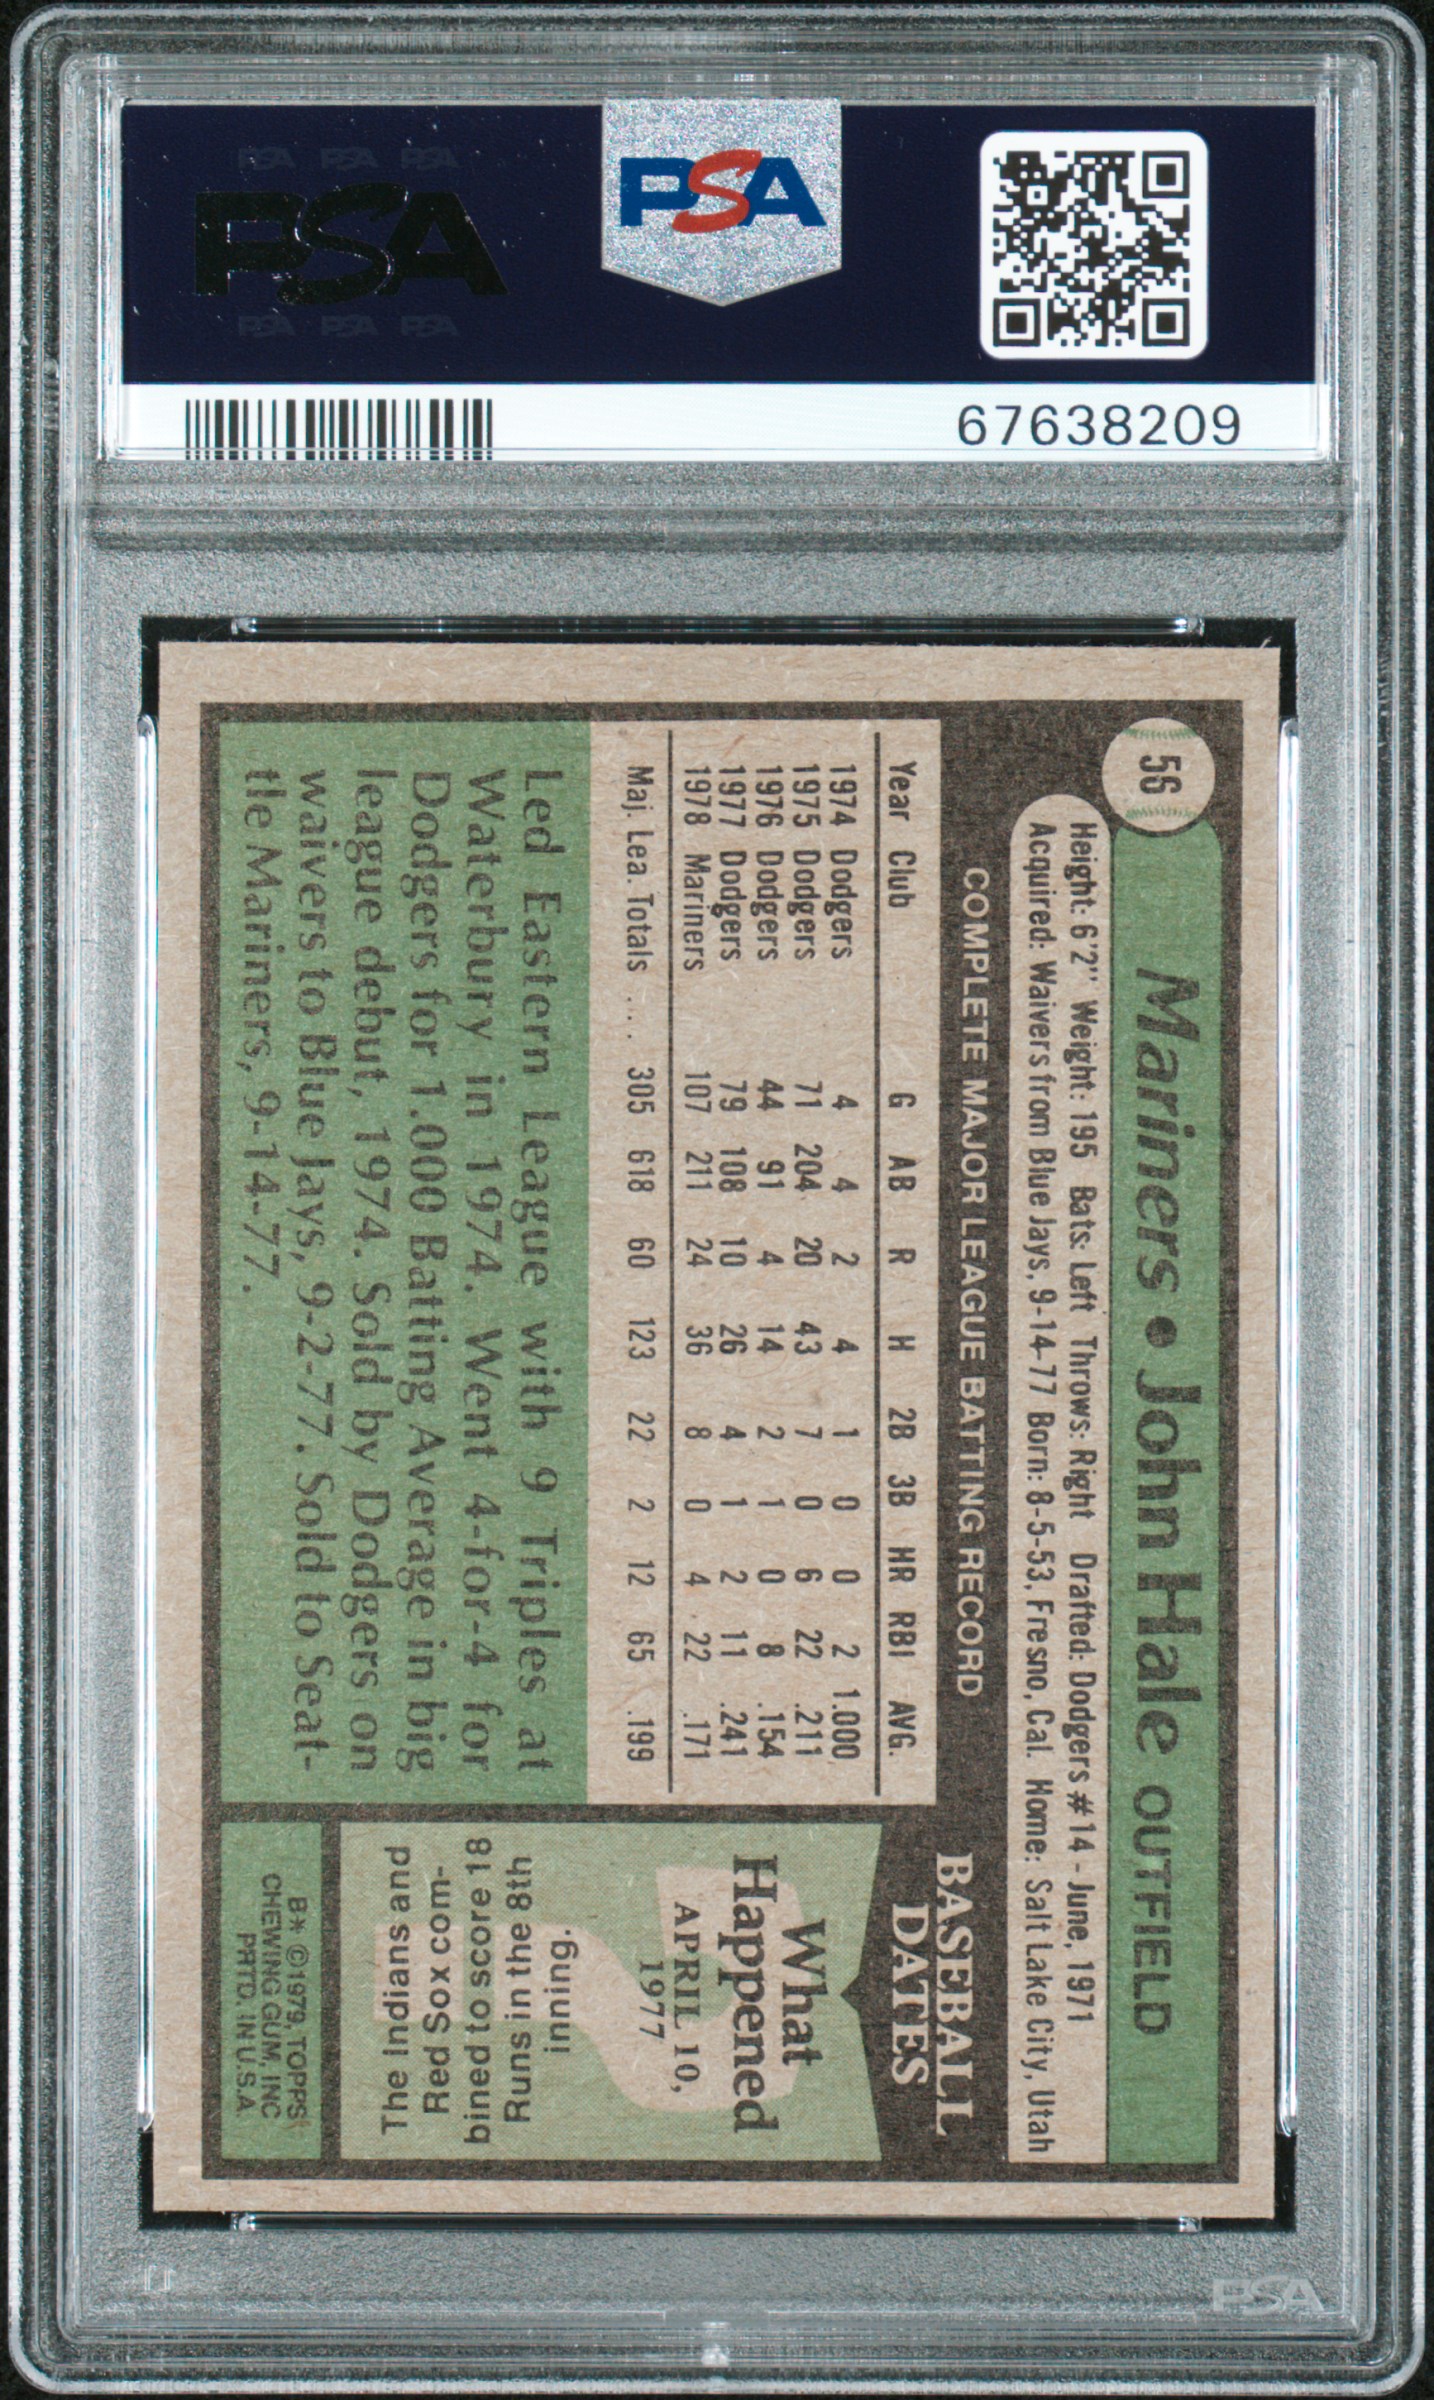 PSA PSA PSA
PSA
PSA PSA PSA
PSA
67638209
56
Mariners • John Hale OUTFIELD
Height: 6'2" Weight: 195 Bats: Left Throws: Right Drafted: Dodgers #14 - June, 1971
Acquired: Waivers from Blue Jays, 9-14-77 Born: 8-5-53, Fresno, Cal. Home: Salt Lake City, Utah
COMPLETE MAJOR LEAGUE BATTING RECORD
Year Club G AB R H 2B 3B HR RBI AVG.
1974 Dodgers 4 4 2 4 1 0 0 2 1.000
1975 Dodgers 71 204 20 43 7 0 6 22 .211
1976 Dodgers 44 91 4 14 2 1 0 8 .154
1977 Dodgers 79 108 10 26 4 1 2 11 .241
1978 Mariners 107 211 24 36 8 0 4 22 .171
Maj. Lea. Totals .... 305 618 60 123 22 2 12 65 .199
Led Eastern League with 9 Triples at
Waterbury in 1974. Went 4-for-4 for
Dodgers for 1.000 Batting Average in big
league debut, 1974. Sold by Dodgers on
waivers to Blue Jays, 9-2-77. Sold to Seat-
tle Mariners, 9-14-77.
BASEBALL
DATES
What
Happened
APRIL 10,
1977
The Indians and
Red Sox com-
bined to score 18
Runs in the 8th
inning.
B* ©1979, TOPPS
CHEWING GUM, INC
PRTD. IN U.S.A.
PSA